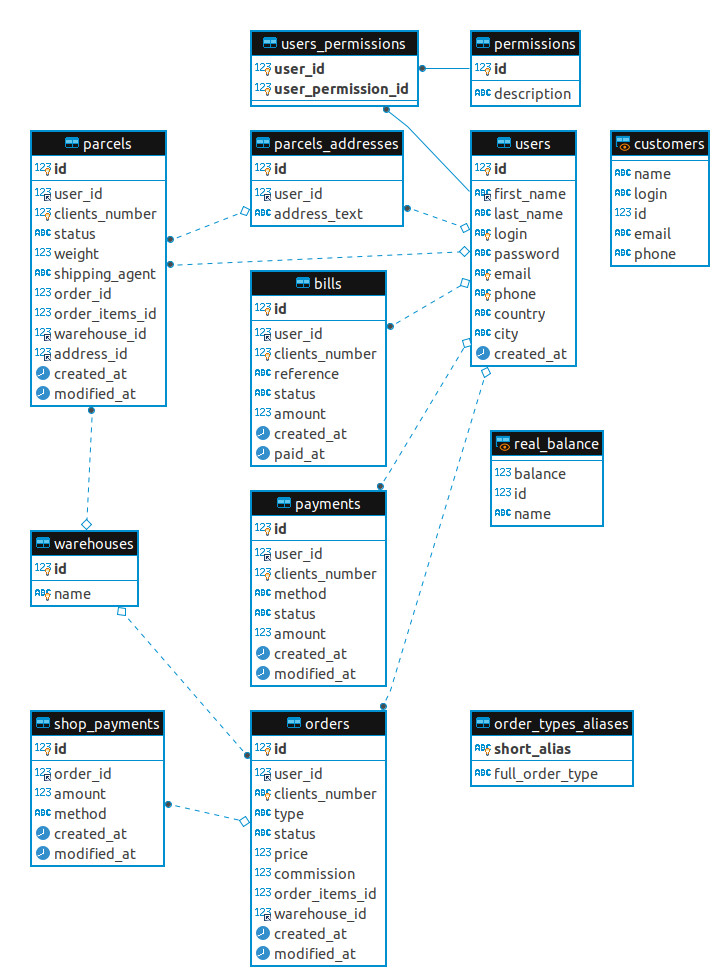 users_permissions
123 user_id
123 user_permission_id
permissions
123 id
ABC description
parcels
123 id
123 user_id
123 clients_number
ABC status
123 weight
ABC shipping_agent
123 order_id
123 order_items_id
123 warehouse_id
123 address_id
created_at
modified_at
parcels_addresses
123 id
123 user_id
ABC address_text
users
123 id
ABC first_name
ABC last_name
ABC login
ABC password
ABC email
ABC phone
ABC country
ABC city
created_at
customers
ABC name
ABC login
123 id
ABC email
ABC phone
bills
123 id
123 user_id
123 clients_number
ABC reference
ABC status
123 amount
created_at
paid_at
real_balance
123 balance
123 id
ABC name
payments
123 id
123 user_id
123 clients_number
ABC method
ABC status
123 amount
created_at
modified_at
warehouses
123 id
ABC name
shop_payments
123 id
123 order_id
123 amount
ABC method
created_at
modified_at
orders
123 id
123 user_id
ABC clients_number
ABC type
ABC status
123 price
123 commission
123 order_items_id
123 warehouse_id
created_at
modified_at
order_types_aliases
ABC short_alias
ABC full_order_type